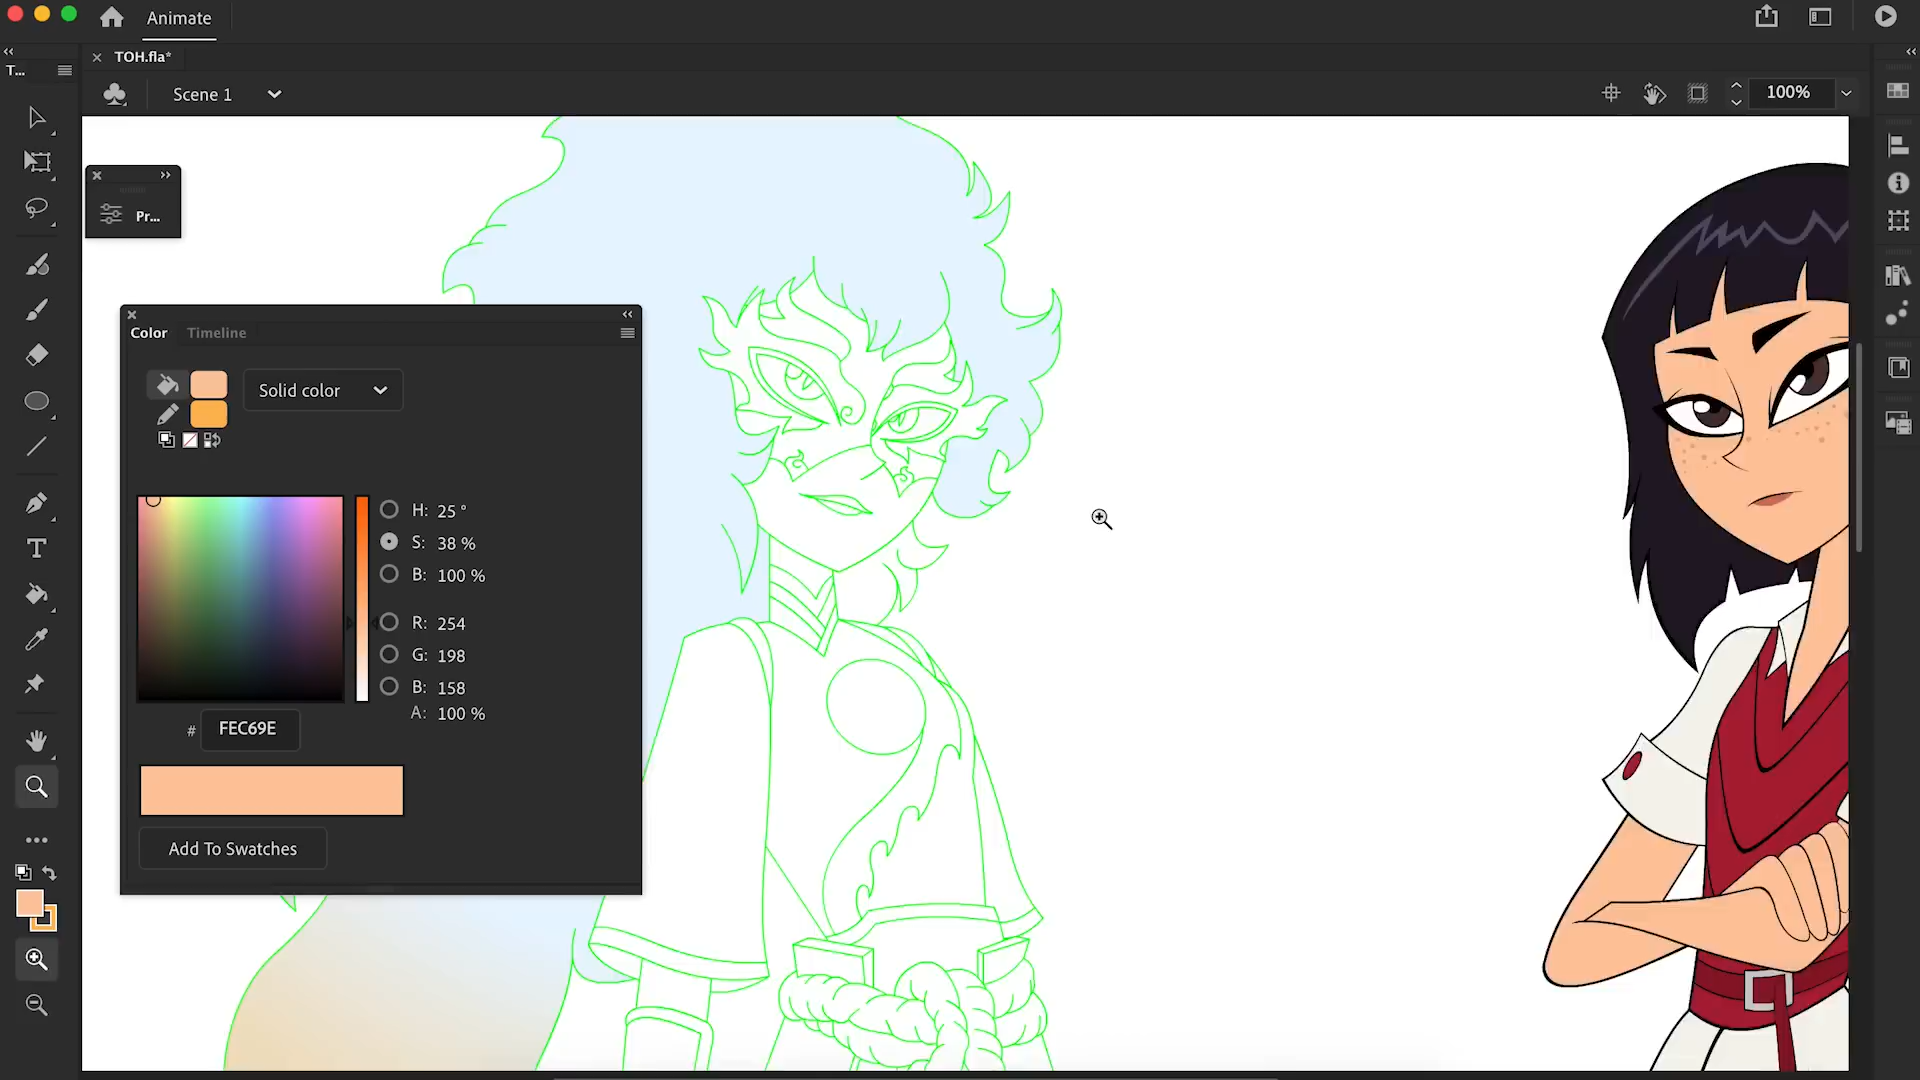 Animate
TOH.fla*
T...
Scene 1
100%
Pr...
Color
Timeline
Solid color
H: 25 °
S: 38 %
B: 100 %
R: 254
G: 198
B: 158
A: 100 %
# FEC69E
Add To Swatches